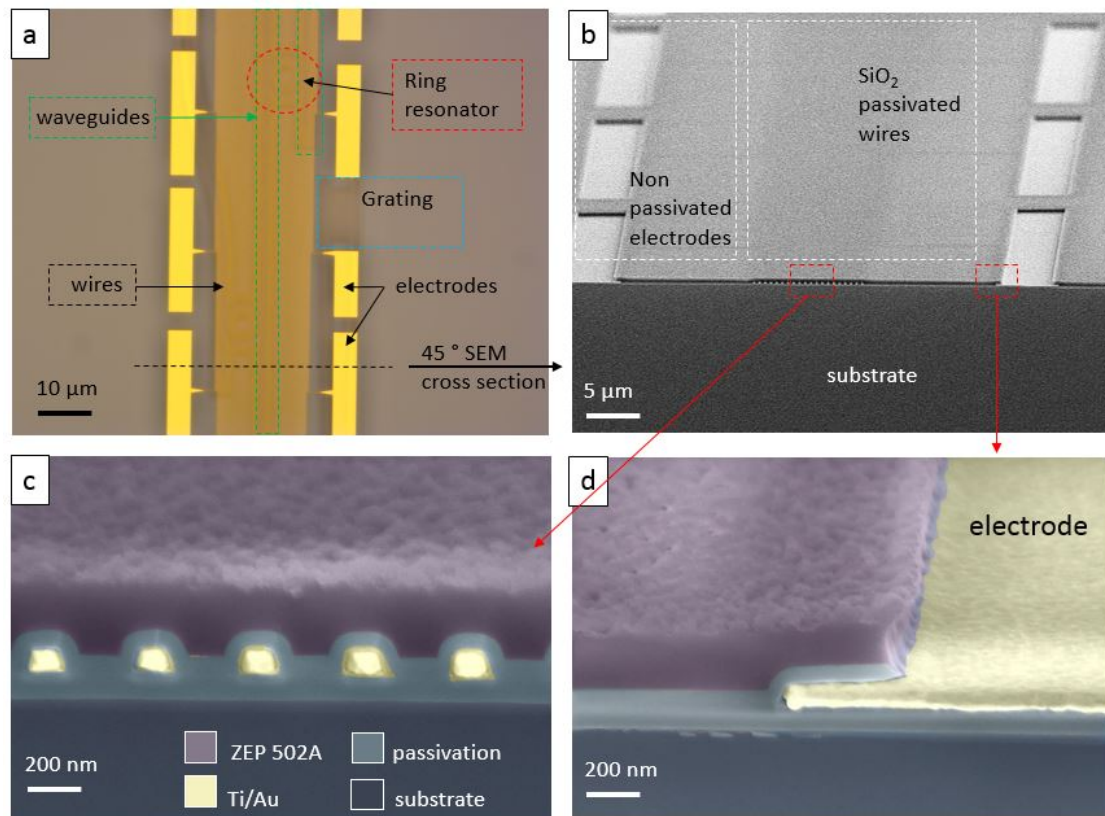 a
waveguides
Ring
resonator
Grating
wires
electrodes
45 ° SEM
cross section
10 µm
b
SiO2
passivated
wires
Non
passivated
electrodes
substrate
5 µm
c
ZEP 502A
passivation
Ti/Au
substrate
200 nm
d
electrode
200 nm